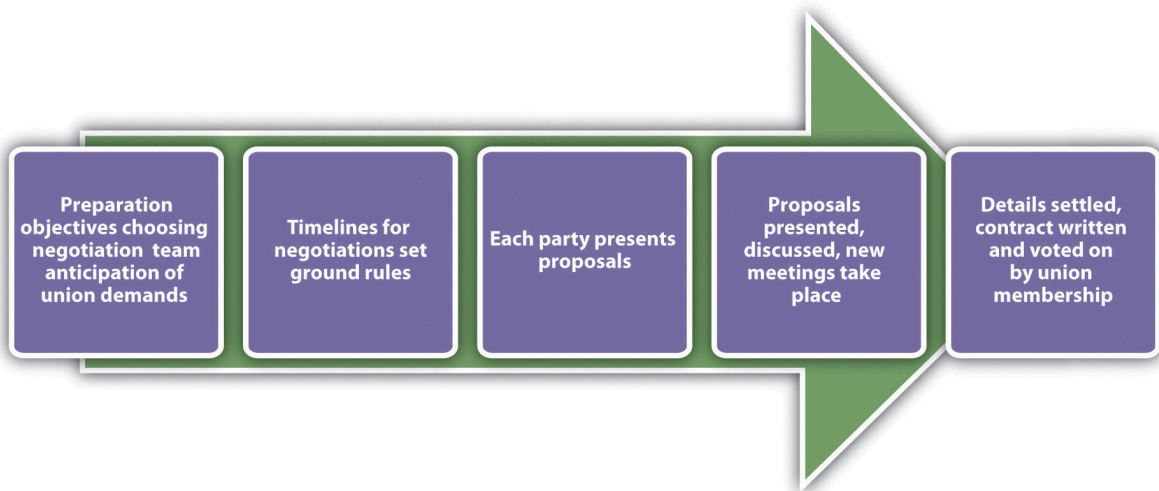 Preparation
objectives choosing
negotiation team
anticipation of
union demands
Timelines for
negotiations set
ground rules
Each party presents
proposals
Proposals
presented,
discussed, new
meetings take
place
Details settled,
contract written
and voted on
by union
membership